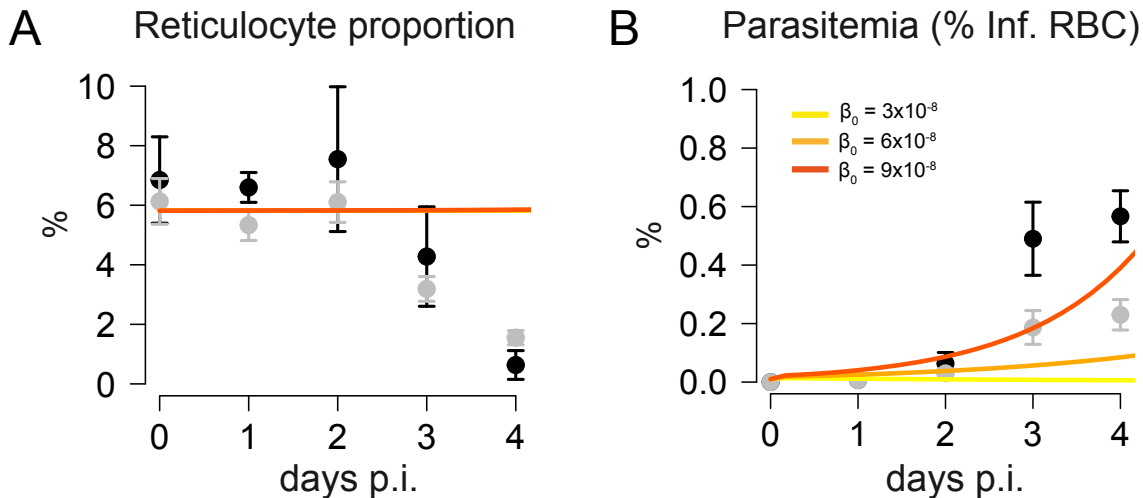 A Reticulocyte proportion
%
10
8
6
4
2
0
0 1 2 3 4
days p.i.
B Parasitemia (% Inf. RBC)
%
1.0
0.8
0.6
0.4
0.2
0.0
β₀ = 3x10⁻⁸
β₀ = 6x10⁻⁸
β₀ = 9x10⁻⁸
0 1 2 3 4
days p.i.